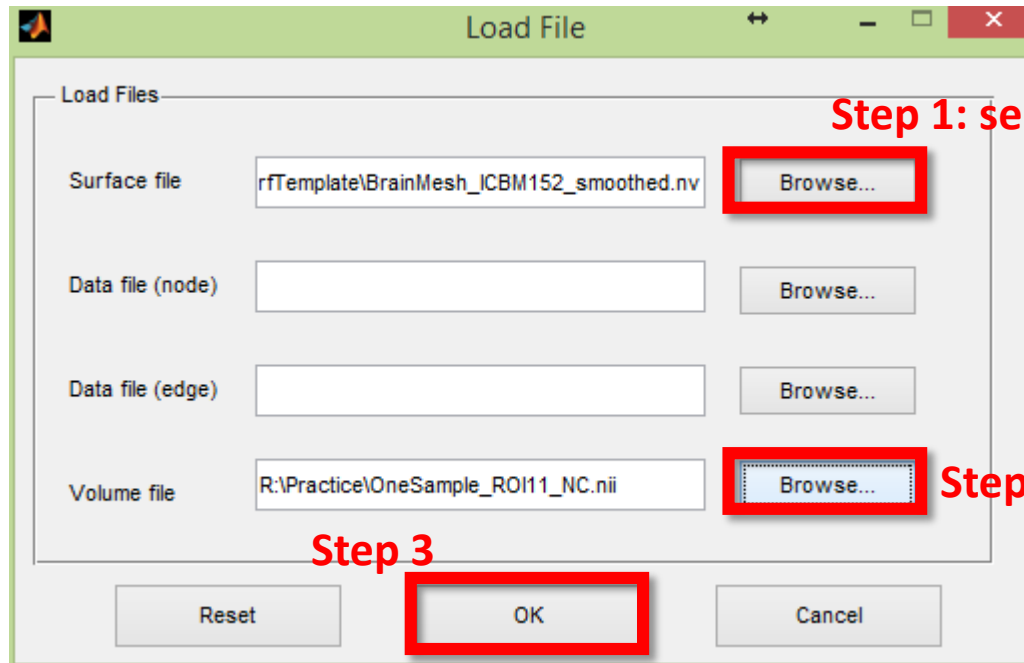 Load File
Load Files
Step 1: se
Surface file rfTemplate\BrainMesh_ICBM152_smoothed.nv Browse...
Data file (node) Browse...
Data file (edge) Browse...
Volume file R:\Practice\OneSample_ROI11_NC.nii Browse... Step
Step 3
Reset OK Cancel